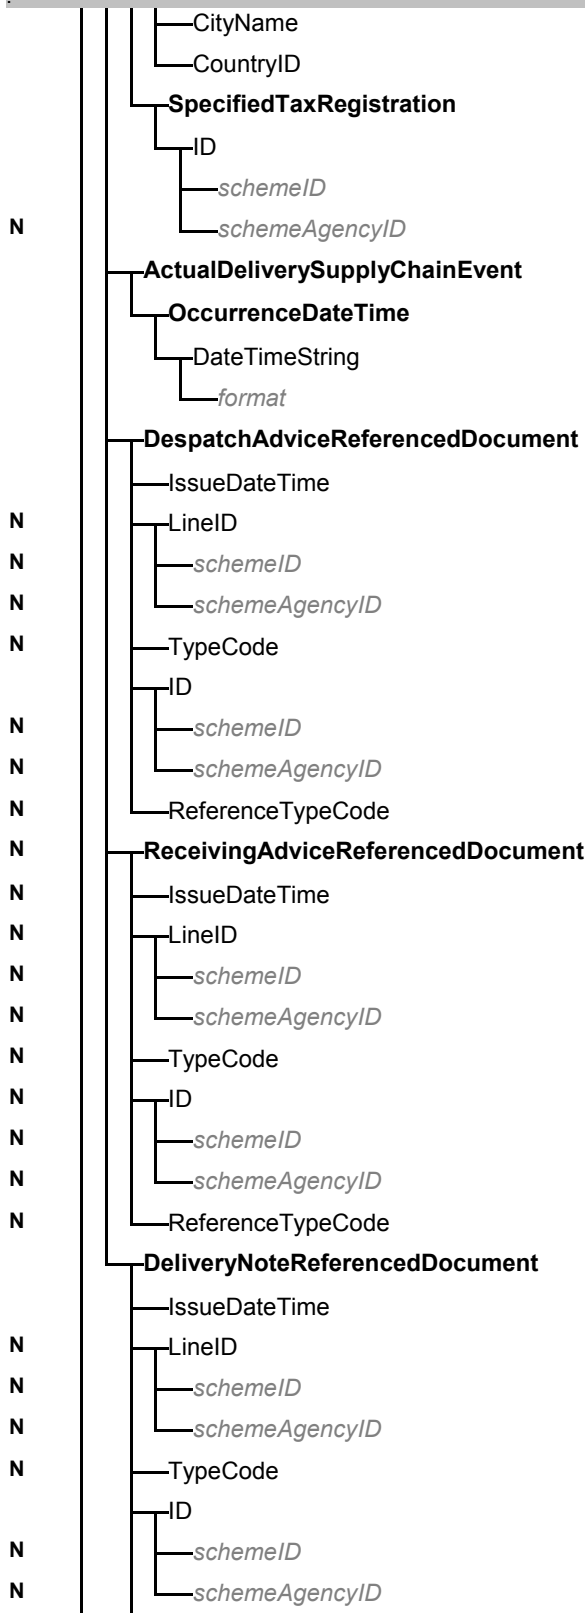 CityName
CountryID
SpecifiedTaxRegistration
ID
schemeID
N schemeAgencyID
ActualDeliverySupplyChainEvent
OccurrenceDateTime
DateTimeString
format
DespatchAdviceReferencedDocument
IssueDateTime
N LineID
N schemeID
N schemeAgencyID
N TypeCode
ID
N schemeID
N schemeAgencyID
N ReferenceTypeCode
N ReceivingAdviceReferencedDocument
N IssueDateTime
N LineID
N schemeID
N schemeAgencyID
N TypeCode
N ID
N schemeID
N schemeAgencyID
N ReferenceTypeCode
DeliveryNoteReferencedDocument
IssueDateTime
N LineID
N schemeID
N schemeAgencyID
N TypeCode
ID
N schemeID
N schemeAgencyID